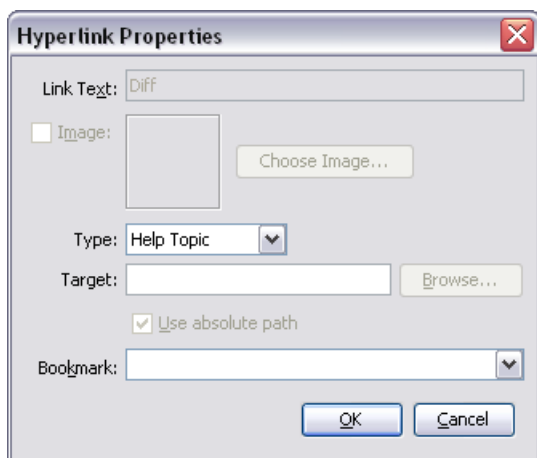 Hyperlink Properties
Link Text: Diff
Image:
Choose Image...
Type: Help Topic
Target: Browse...
Use absolute path
Bookmark:
OK Cancel